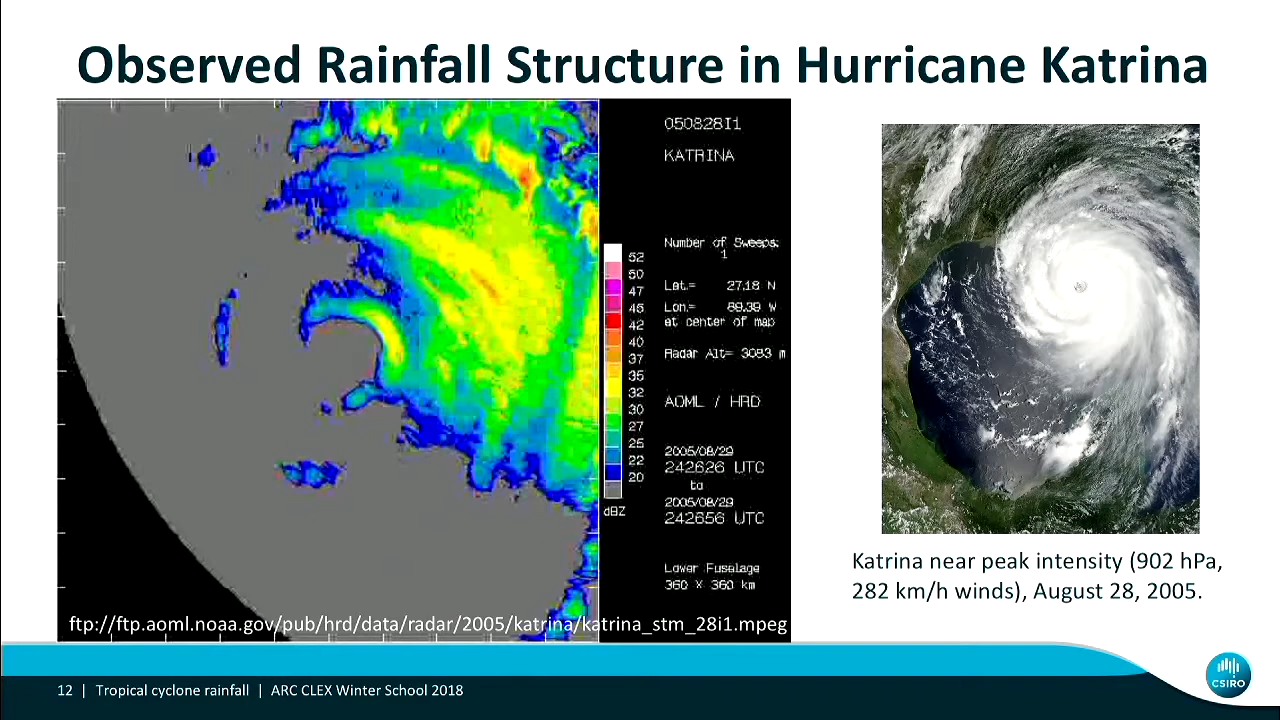 Observed Rainfall Structure in Hurricane Katrina
050828I1
KATRINA
Number of Sweeps:
1
Lat.= 27.18 N
Lon.= 89.39 W
at center of map
Radar Alt= 3083 m
AOML / HRD
2005/08/29
242626 UTC
to
2005/08/29
242656 UTC
Lower Fuselage
360 X 360 km
52
50
47
45
42
40
37
35
32
30
27
25
22
20
dBZ
ftp://ftp.aoml.noaa.gov/pub/hrd/data/radar/2005/katrina/katrina_stm_28i1.mpeg
Katrina near peak intensity (902 hPa,
282 km/h winds), August 28, 2005.
12 | Tropical cyclone rainfall | ARC CLEX Winter School 2018
CSIRO